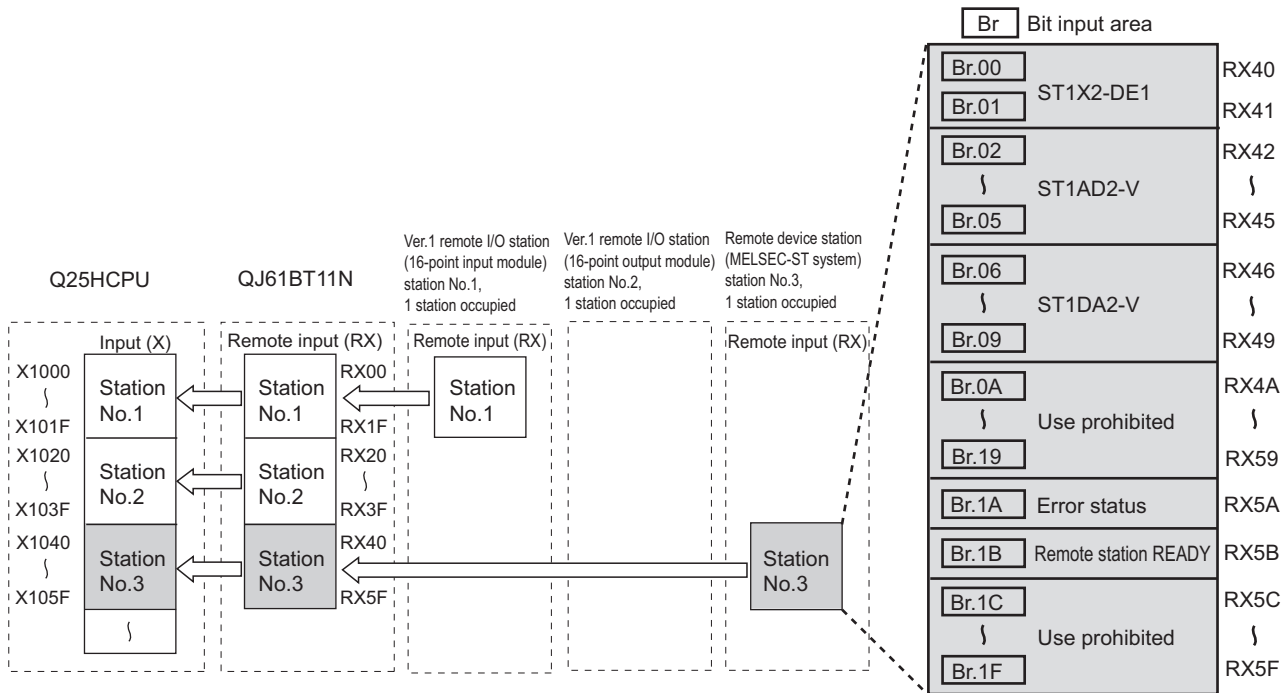 Br Bit input area
Br.00 RX40
ST1X2-DE1
Br.01 RX41
Br.02 RX42
ST1AD2-V
Br.05 RX45
Br.06 RX46
ST1DA2-V
Br.09 RX49
Br.0A RX4A
Use prohibited
Br.19 RX59
Br.1A Error status RX5A
Br.1B Remote station READY RX5B
Br.1C RX5C
Use prohibited
Br.1F RX5F
Q25HCPU
Input (X)
X1000
X101F
Station
No.1
X1020
X103F
Station
No.2
X1040
X105F
Station
No.3
QJ61BT11N
Remote input (RX)
Station
No.1
RX00
RX1F
Station
No.2
RX20
RX3F
Station
No.3
RX40
RX5F
Ver.1 remote I/O station
(16-point input module)
station No.1,
1 station occupied
Remote input (RX)
Station
No.1
Ver.1 remote I/O station
(16-point output module)
station No.2,
1 station occupied
Remote device station
(MELSEC-ST system)
station No.3,
1 station occupied
Remote input (RX)
Station
No.3